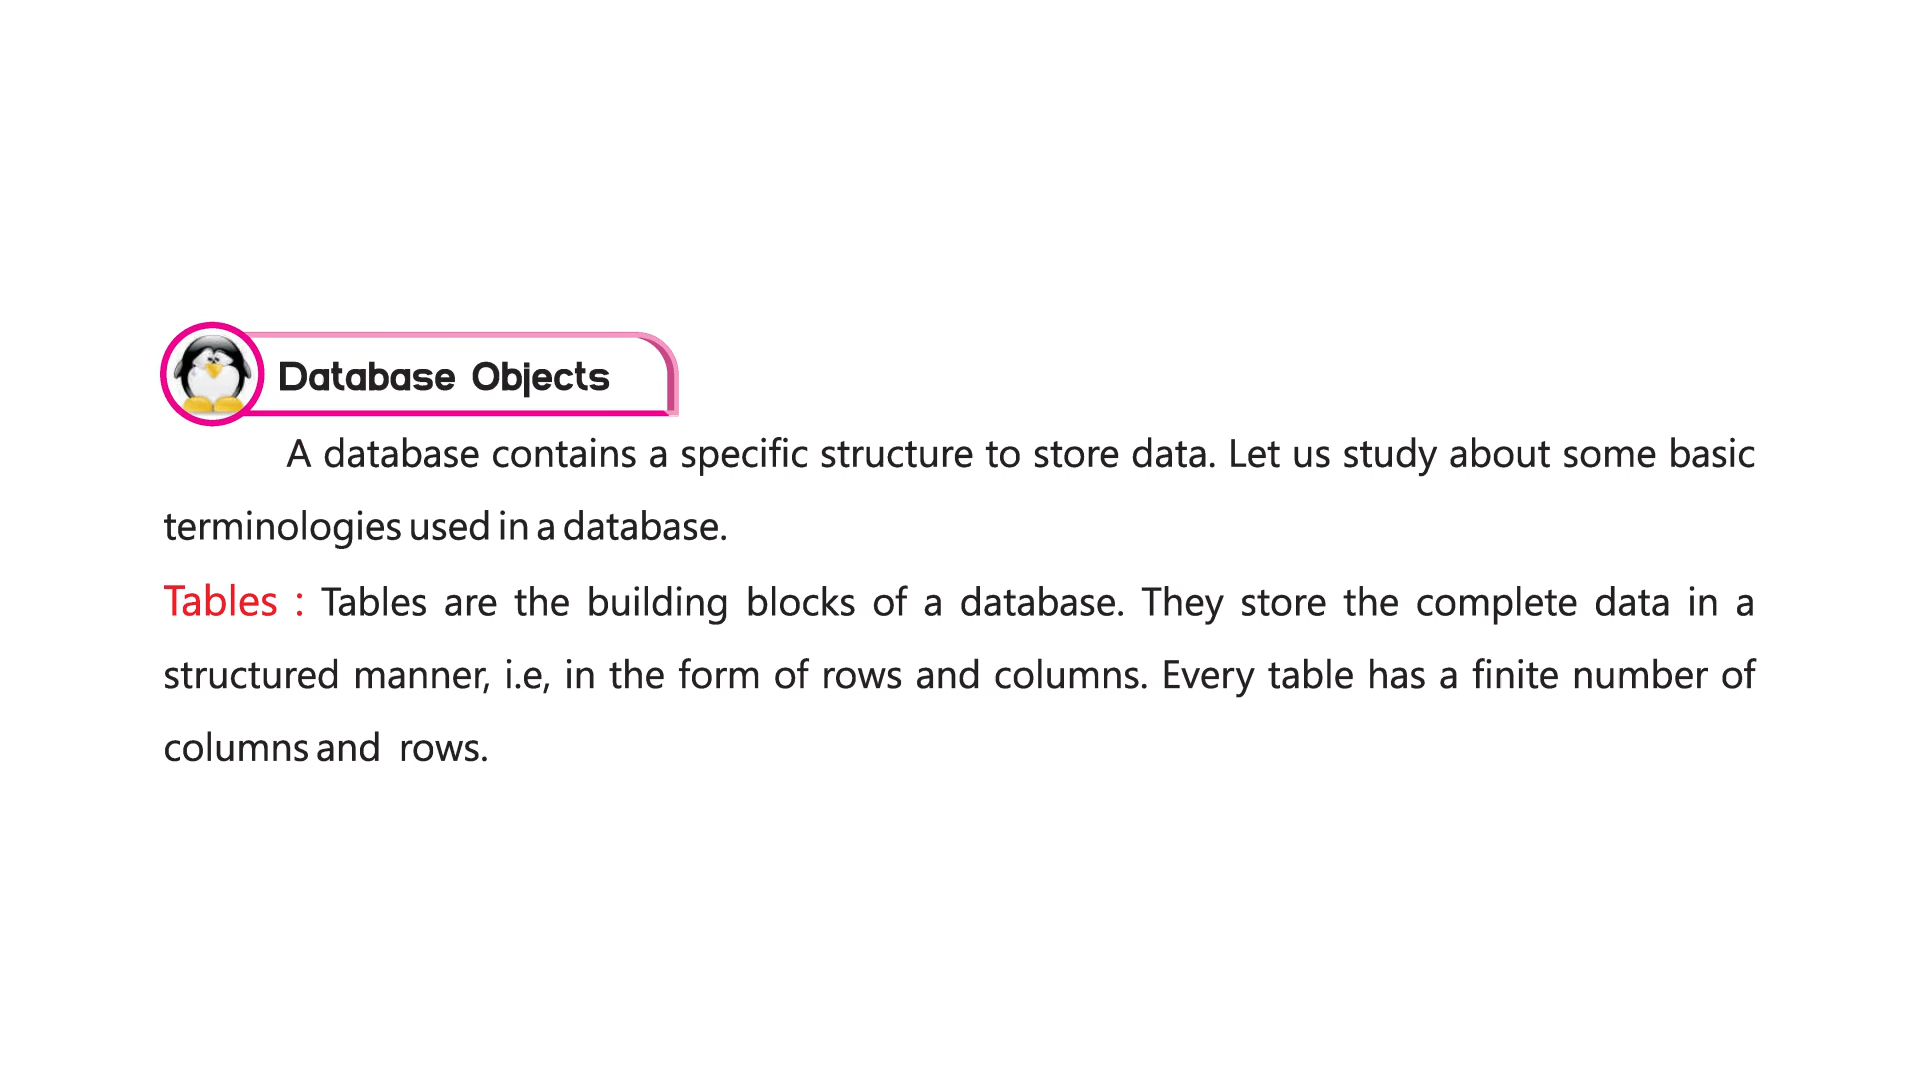 Database Objects
A database contains a specific structure to store data. Let us study about some basic
terminologies used in a database.
Tables : Tables are the building blocks of a database. They store the complete data in a
structured manner, i.e, in the form of rows and columns. Every table has a finite number of
columns and rows.